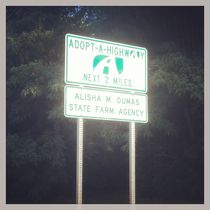 ADOPT-A-HIGHWAY
NEXT 2 MILES
ALISHA M. DUMAS
STATE FARM AGENCY